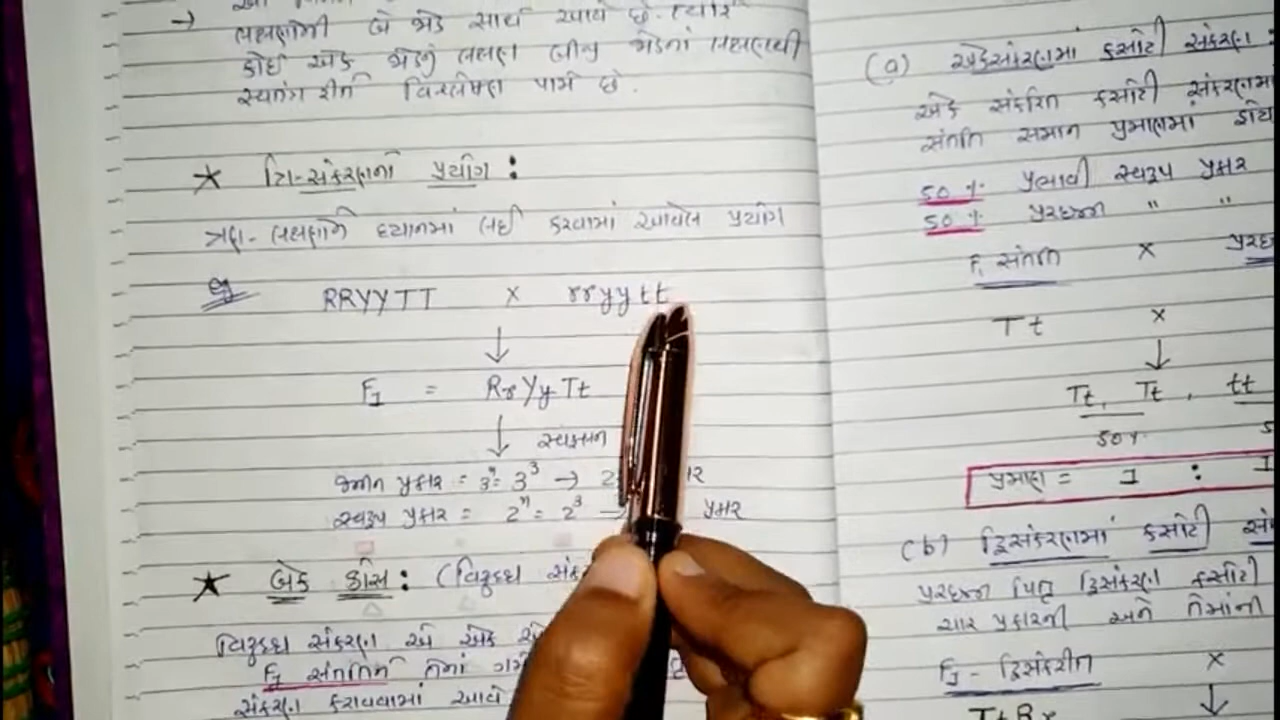 → લક્ષણોની બે જોડ સાથે આવે છે. ત્યારે
કોઈ એક જોડનું લક્ષણ બીજી જોડનાં લક્ષણથી
સ્વતંત્ર રીતે વિશ્લેષણ પામે છે.
★ ત્રિ-સંકરણનો પ્રયોગ :
ત્રણ- લક્ષણોને ધ્યાનમાં લઈ કરવામાં આવેલ પ્રયોગ
eg RRYYTT × rryytt
↓
F1 = RrYyTt
↓ સ્વફલન
જનીન પ્રકાર = 3ⁿ = 3³ → 2
સ્વરૂપ પ્રકાર = 2ⁿ = 2³ → પ્રકાર
★ બેક ક્રોસ : (વિરુદ્ધ
વિરુદ્ધ સંકરણ એ એક
F1 સંતતિને તેનાં
સંકરણ કરાવવામાં આવે
(a) એકસંકરણમાં કસોટી સંકરણ :
એક સંકરિત કસોટી
સંતતિ સમાન પ્રમાણમાં
50 % પ્રભાવી સ્વરૂપ પ્રકાર
50 % પ્રચ્છન્ન " "
F1 સંતતિ ×
Tt ×
↓
Tt, Tt, tt
50%
પ્રમાણ = 1 : 1
(b) દ્વિસંકરણમાં કસોટી
પ્રચ્છન્ન પિતૃ દ્વિસંકરણ કસોટી
ચાર પ્રકારની અને તેમાંની
F1 - દ્વિસંકરીત ×
↓